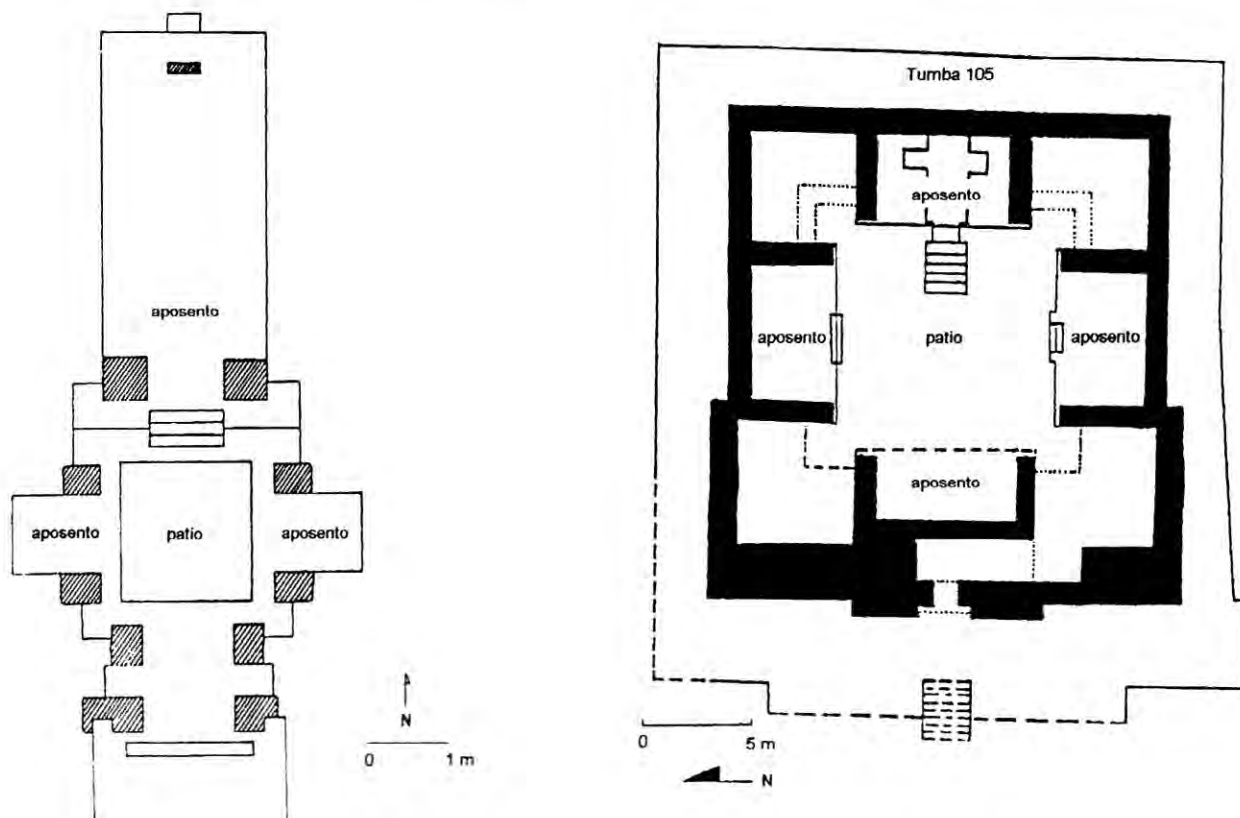 aposento
aposento
patio
aposento
N
0 1 m
Tumba 105
aposento
aposento
patio
aposento
aposento
0 5 m
N